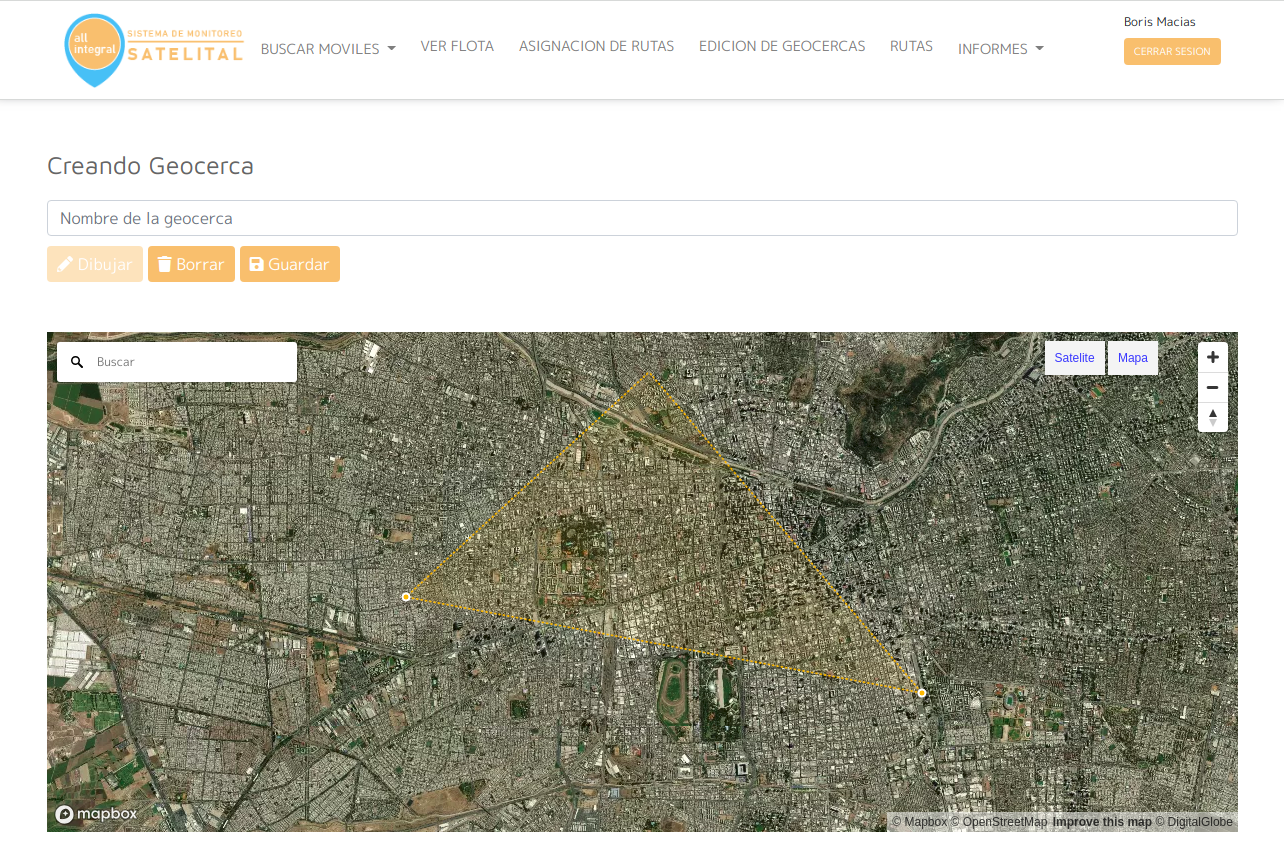 all
integral
SISTEMA DE MONITOREO
SATELITAL
BUSCAR MOVILES
VER FLOTA
ASIGNACION DE RUTAS
EDICION DE GEOCERCAS
RUTAS
INFORMES
Boris Macias
CERRAR SESION
Creando Geocerca
Nombre de la geocerca
Dibujar
Borrar
Guardar
Buscar
Satelite
Mapa
mapbox
© Mapbox © OpenStreetMap Improve this map © DigitalGlobe